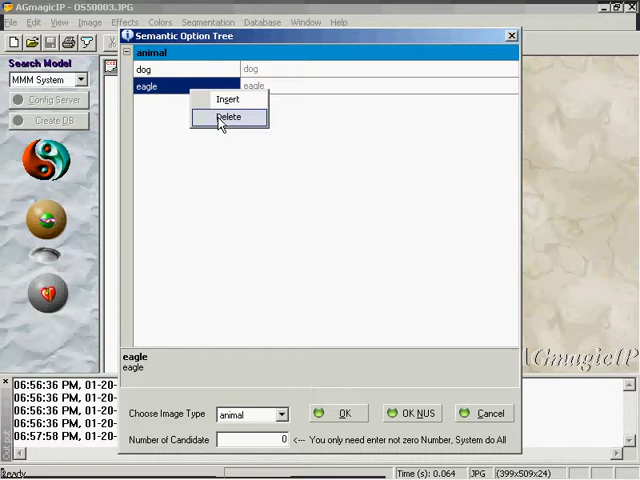 AGmagicIP - OS50003.JPG
File Edit View Image Effects Colors Segmentation Database Window Help
Search Model
MMM System
Config Server
Create DB
Semantic Option Tree
animal
dog dog
eagle eagle
Insert
Delete
eagle
eagle
Choose Image Type animal OK OK NUS Cancel
Number of Candidate 0 <--- You only need enter not zero Number, System do All
AGmagicIP
06:56:36 PM, 01-20-
06:56:36 PM, 01-20-
06:56:36 PM, 01-20-
06:56:36 PM, 01-20-
06:57:58 PM, 01-20-
Out put
Ready Time (s): 0.064 JPG (399x509x24)